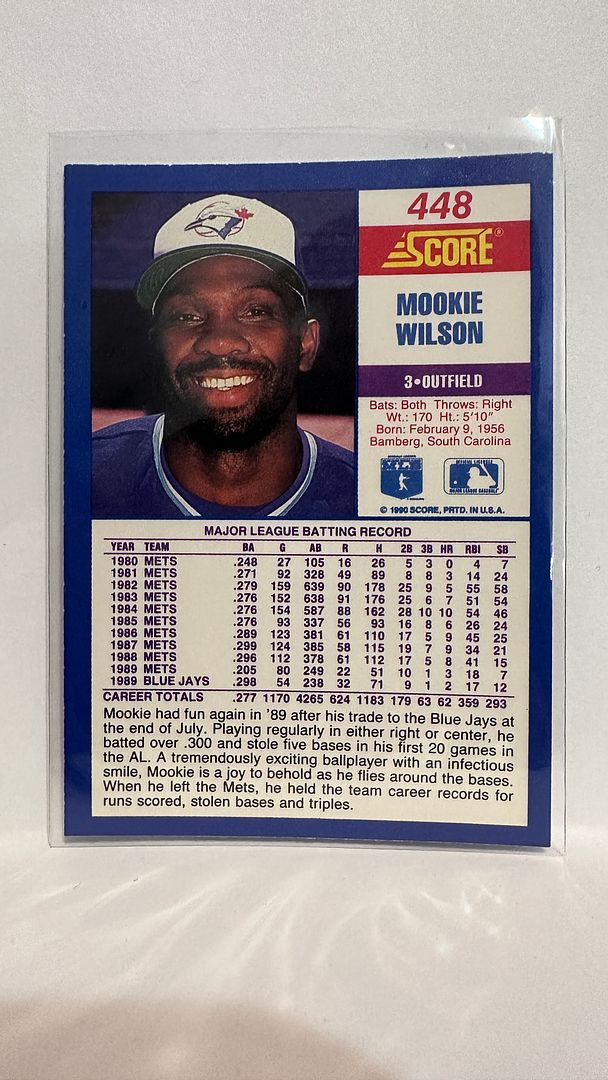 448
SCORE®
MOOKIE
WILSON
3•OUTFIELD
Bats: Both Throws: Right
Wt.: 170 Ht.: 5'10"
Born: February 9, 1956
Bamberg, South Carolina
© 1990 SCORE, PRTD. IN U.S.A.
MAJOR LEAGUE BATTING RECORD
YEAR TEAM BA G AB R H 2B 3B HR RBI SB
1980 METS .248 27 105 16 26 5 3 0 4 7
1981 METS .271 92 328 49 89 8 8 3 14 24
1982 METS .279 159 639 90 178 25 9 5 55 58
1983 METS .276 152 638 91 176 25 6 7 51 54
1984 METS .276 154 587 88 162 28 10 10 54 46
1985 METS .276 93 337 56 93 16 8 6 26 24
1986 METS .289 123 381 61 110 17 5 9 45 25
1987 METS .299 124 385 58 115 19 7 9 34 21
1988 METS .296 112 378 61 112 17 5 8 41 15
1989 METS .205 80 249 22 51 10 1 3 18 7
1989 BLUE JAYS .298 54 238 32 71 9 1 2 17 12
CAREER TOTALS .277 1170 4265 624 1183 179 63 62 359 293
Mookie had fun again in '89 after his trade to the Blue Jays at
the end of July. Playing regularly in either right or center, he
batted over .300 and stole five bases in his first 20 games in
the AL. A tremendously exciting ballplayer with an infectious
smile, Mookie is a joy to behold as he flies around the bases.
When he left the Mets, he held the team career records for
runs scored, stolen bases and triples.